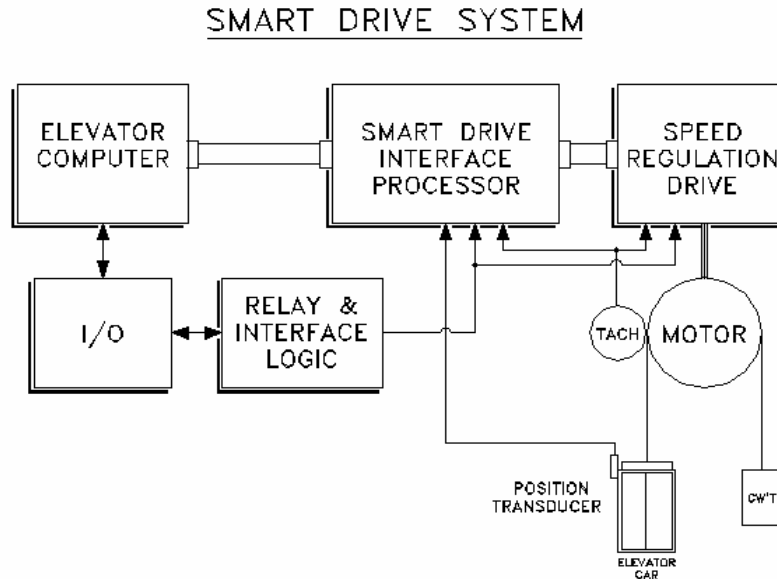 SMART DRIVE SYSTEM
ELEVATOR
COMPUTER
SMART DRIVE
INTERFACE
PROCESSOR
SPEED
REGULATION
DRIVE
I/O
RELAY &
INTERFACE
LOGIC
TACH
MOTOR
POSITION
TRANSDUCER
CW'T
ELEVATOR
CAR